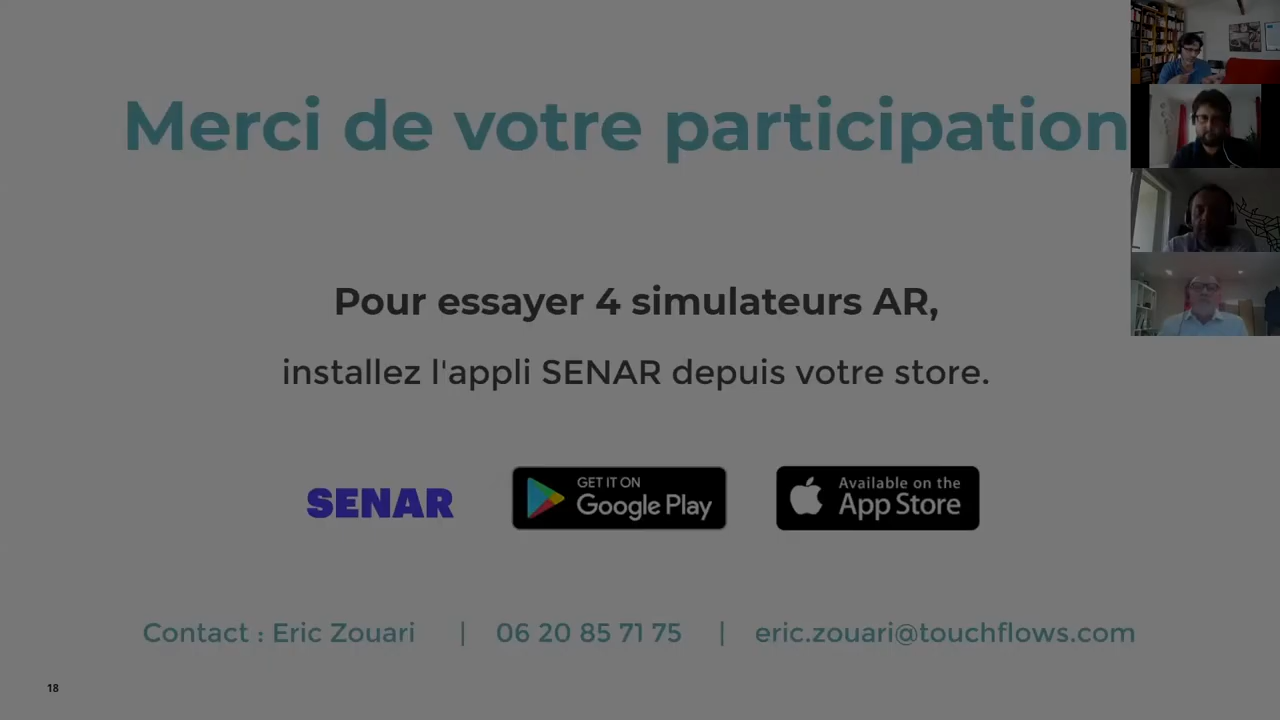 Merci de votre participation
Pour essayer 4 simulateurs AR,
installez l'appli SENAR depuis votre store.
SENAR
GET IT ON
Google Play
Available on the
App Store
Contact : Eric Zouari | 06 20 85 71 75 | eric.zouari@touchflows.com
18